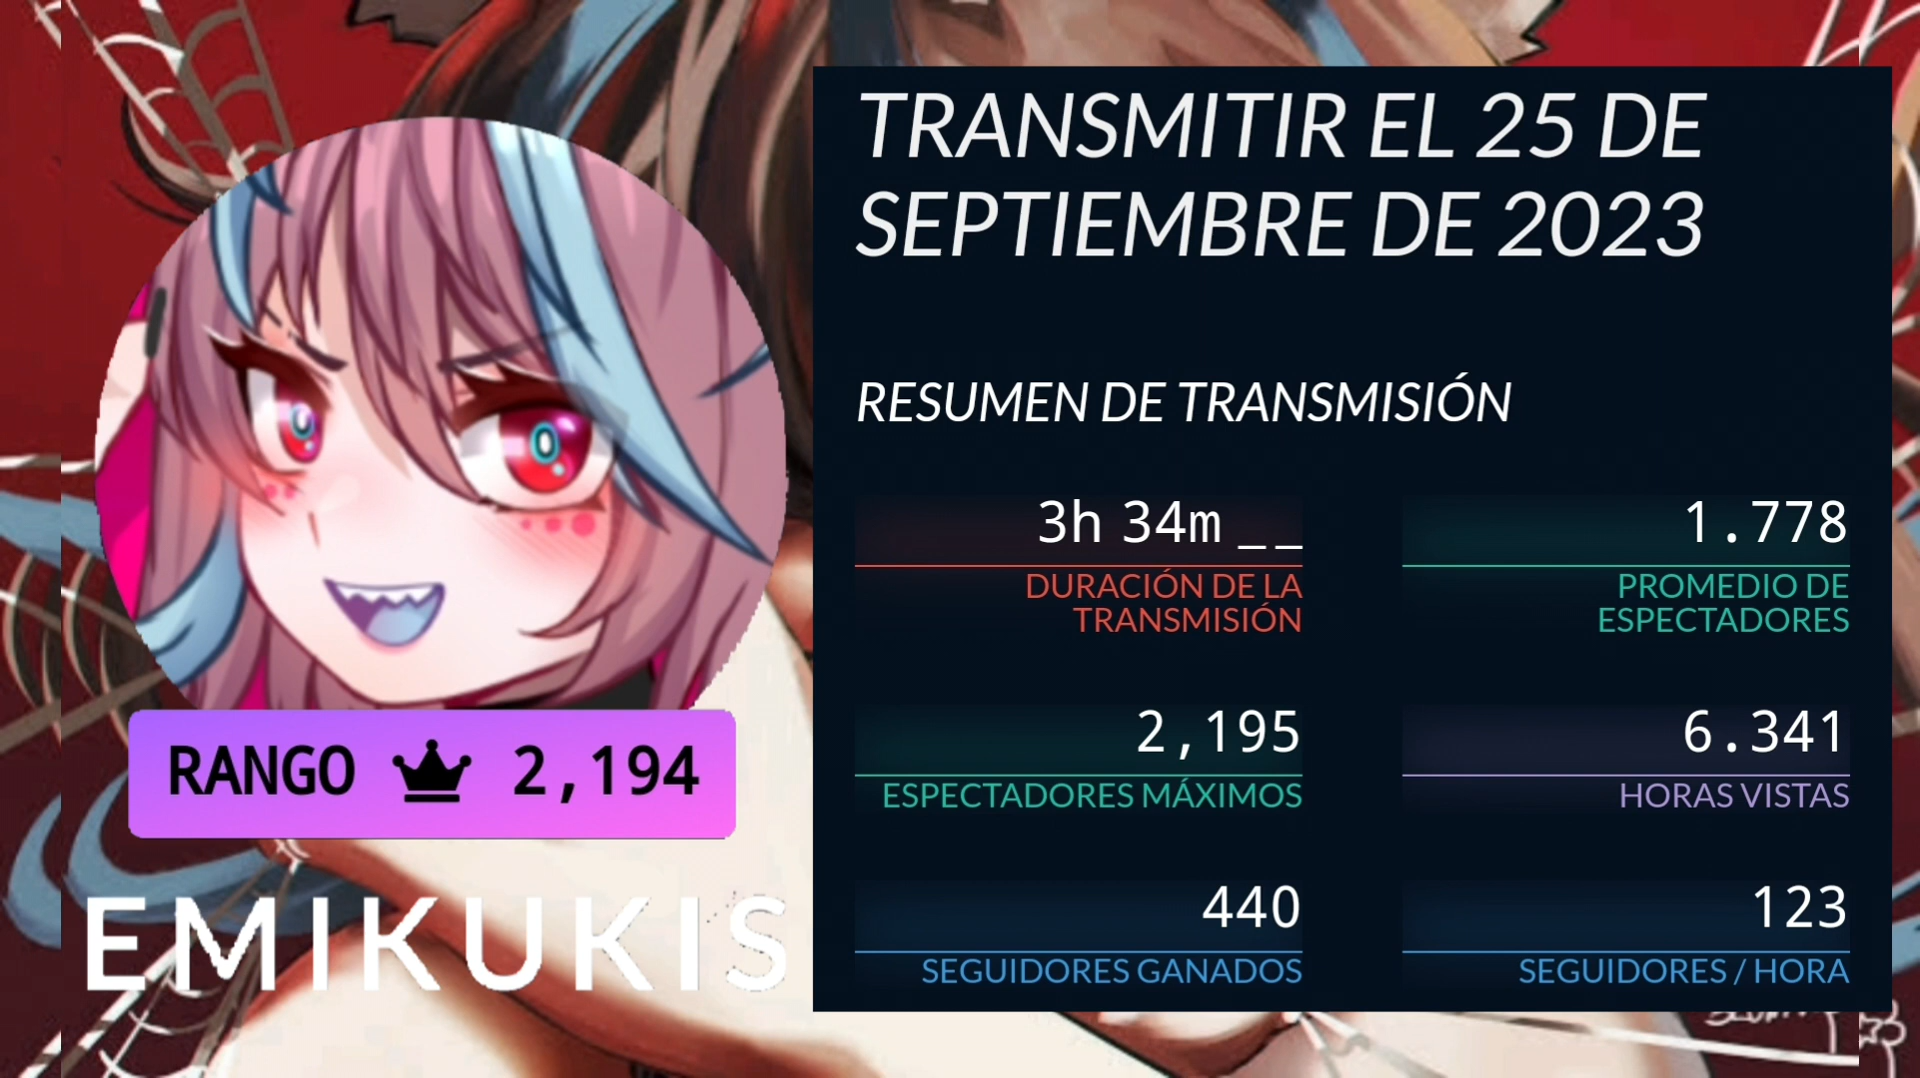 TRANSMITIR EL 25 DE
SEPTIEMBRE DE 2023
RESUMEN DE TRANSMISIÓN
3h 34m _ _
DURACIÓN DE LA
TRANSMISIÓN
1.778
PROMEDIO DE
ESPECTADORES
2,195
ESPECTADORES MÁXIMOS
6.341
HORAS VISTAS
440
SEGUIDORES GANADOS
123
SEGUIDORES / HORA
RANGO 2,194
EMIKUKIS